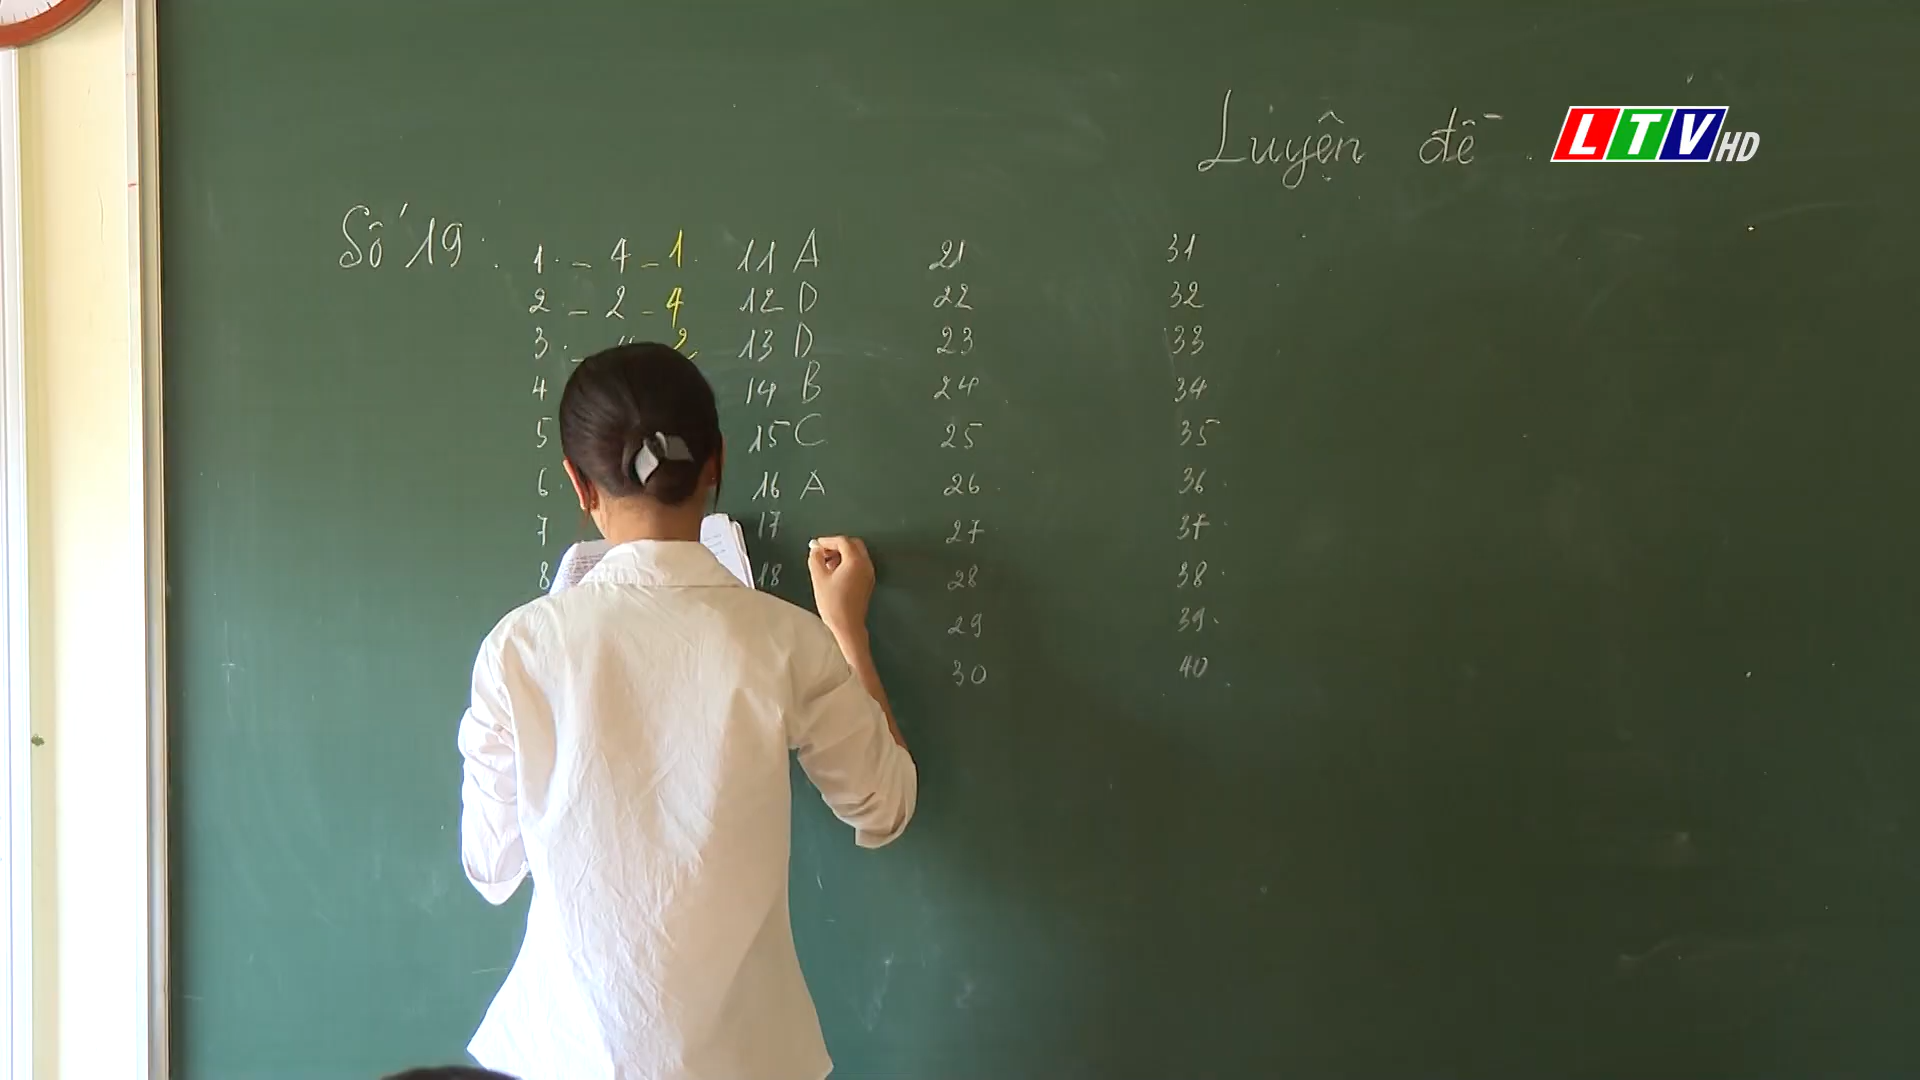 Luyện đề
LTV HD
Số 19.
1. - 4 - 1 11 A 21 31
2 - 2 - 4 12 D 22 32
3. - 2 13 D 23 33
4 14 B 24 34
5 15 C 25 35
6. 16 A 26 36
7 17 27 37
8 18 28 38
29 39
30 40